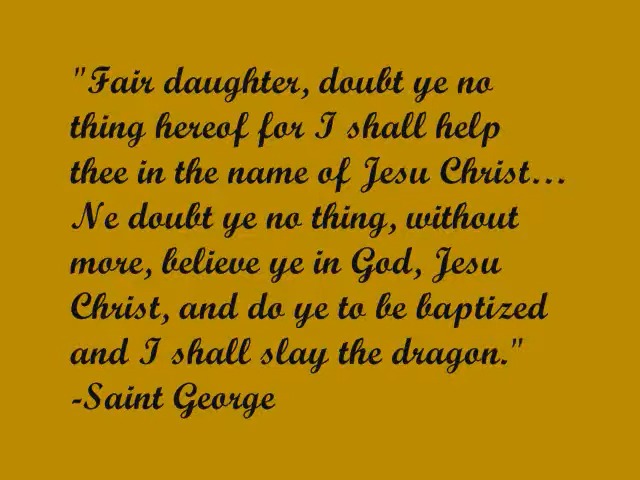 "Fair daughter, doubt ye no
thing hereof for I shall help
thee in the name of Jesu Christ...
Ne doubt ye no thing, without
more, believe ye in God, Jesu
Christ, and do ye to be baptized
and I shall slay the dragon."
-Saint George